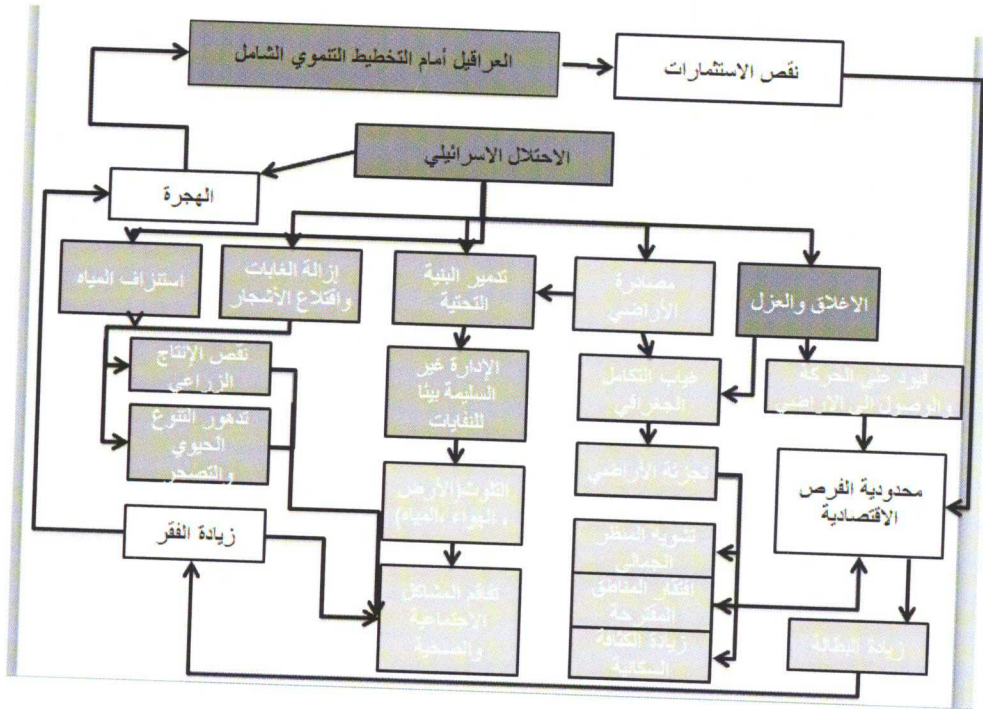 العراقيل أمام التخطيط التنموي الشامل
نقص الاستثمارات
الاحتلال الاسرائيلي
الهجرة
استنزاف المياه
إزالة الغابات
واقتلاع الأشجار
تدمير البنية
التحتية
مصادرة
الأراضي
الاغلاق والعزل
نقص الإنتاج
الزراعي
الإدارة غير
السليمة بيئا
للنفايات
غياب التكامل
الجغرافي
قيود على الحركة
والوصول الى الاراضي
تدهور التنوع
الحيوي
والتصحر
التلوث(الأرض
، الهواء ،المياه)
تجزئة الأراضي
محدودية الفرص
الاقتصادية
زيادة الفقر
تشويه المنظر
الجمالي
تفاقم المشاكل
الاجتماعية
والصحية
المناطق
المقترحة
زيادة الكثافة
السكانية
زيادة البطالة